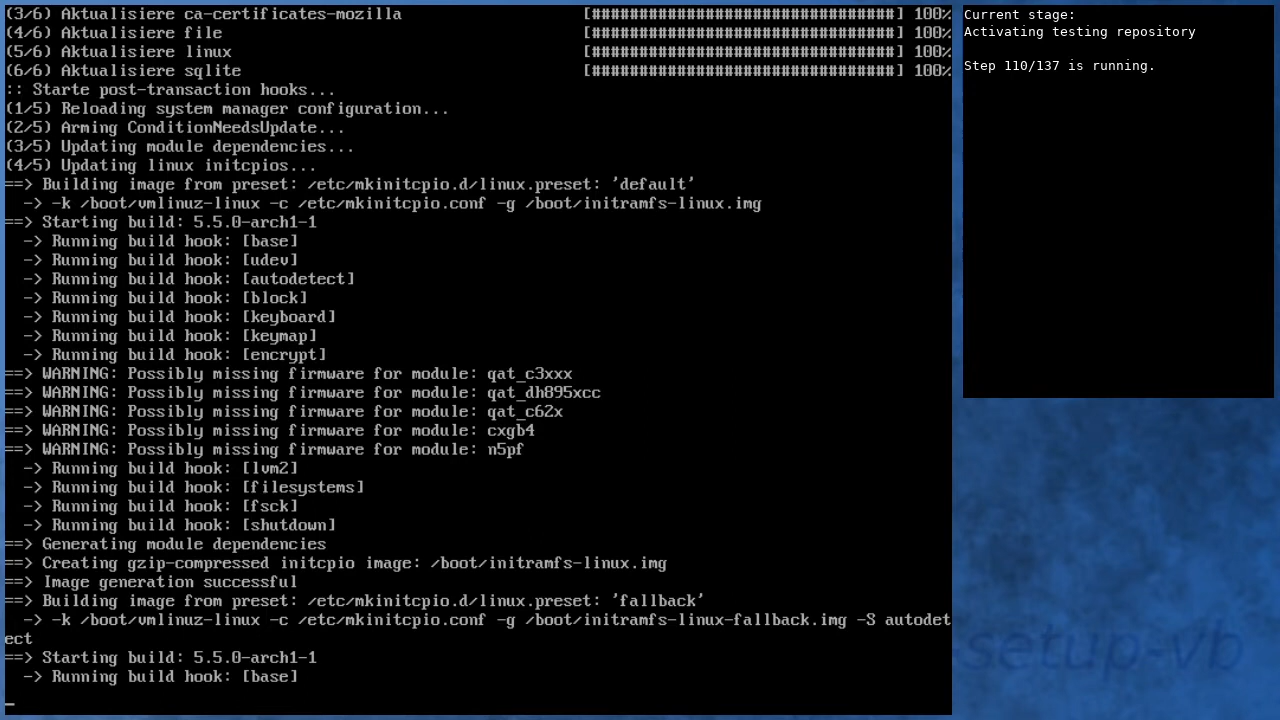 (3/6) Aktualisiere ca-certificates-mozilla [################################] 100%
(4/6) Aktualisiere file [################################] 100%
(5/6) Aktualisiere linux [################################] 100%
(6/6) Aktualisiere sqlite [################################] 100%
:: Starte post-transaction hooks...
(1/5) Reloading system manager configuration...
(2/5) Arming ConditionNeedsUpdate...
(3/5) Updating module dependencies...
(4/5) Updating linux initcpios...
==> Building image from preset: /etc/mkinitcpio.d/linux.preset: 'default'
  -> -k /boot/vmlinuz-linux -c /etc/mkinitcpio.conf -g /boot/initramfs-linux.img
==> Starting build: 5.5.0-arch1-1
  -> Running build hook: [base]
  -> Running build hook: [udev]
  -> Running build hook: [autodetect]
  -> Running build hook: [block]
  -> Running build hook: [keyboard]
  -> Running build hook: [keymap]
  -> Running build hook: [encrypt]
==> WARNING: Possibly missing firmware for module: qat_c3xxx
==> WARNING: Possibly missing firmware for module: qat_dh895xcc
==> WARNING: Possibly missing firmware for module: qat_c62x
==> WARNING: Possibly missing firmware for module: cxgb4
==> WARNING: Possibly missing firmware for module: n5pf
  -> Running build hook: [lvm2]
  -> Running build hook: [filesystems]
  -> Running build hook: [fsck]
  -> Running build hook: [shutdown]
==> Generating module dependencies
==> Creating gzip-compressed initcpio image: /boot/initramfs-linux.img
==> Image generation successful
==> Building image from preset: /etc/mkinitcpio.d/linux.preset: 'fallback'
  -> -k /boot/vmlinuz-linux -c /etc/mkinitcpio.conf -g /boot/initramfs-linux-fallback.img -S autodet
ect
==> Starting build: 5.5.0-arch1-1
  -> Running build hook: [base]
_
Current stage:
Activating testing repository
Step 110/137 is running.
setup-vb